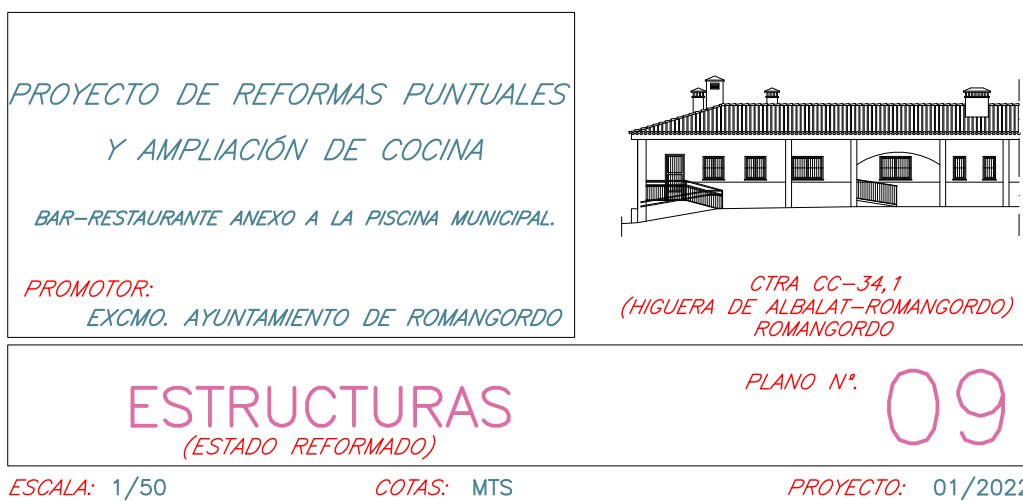 PROYECTO DE REFORMAS PUNTUALES
Y AMPLIACIÓN DE COCINA
BAR-RESTAURANTE ANEXO A LA PISCINA MUNICIPAL.
PROMOTOR:
EXCMO. AYUNTAMIENTO DE ROMANGORDO
CTRA CC-34,1
(HIGUERA DE ALBALAT-ROMANGORDO)
ROMANGORDO
ESTRUCTURAS
(ESTADO REFORMADO)
PLANO Nº. 09
ESCALA: 1/50 COTAS: MTS PROYECTO: 01/2022